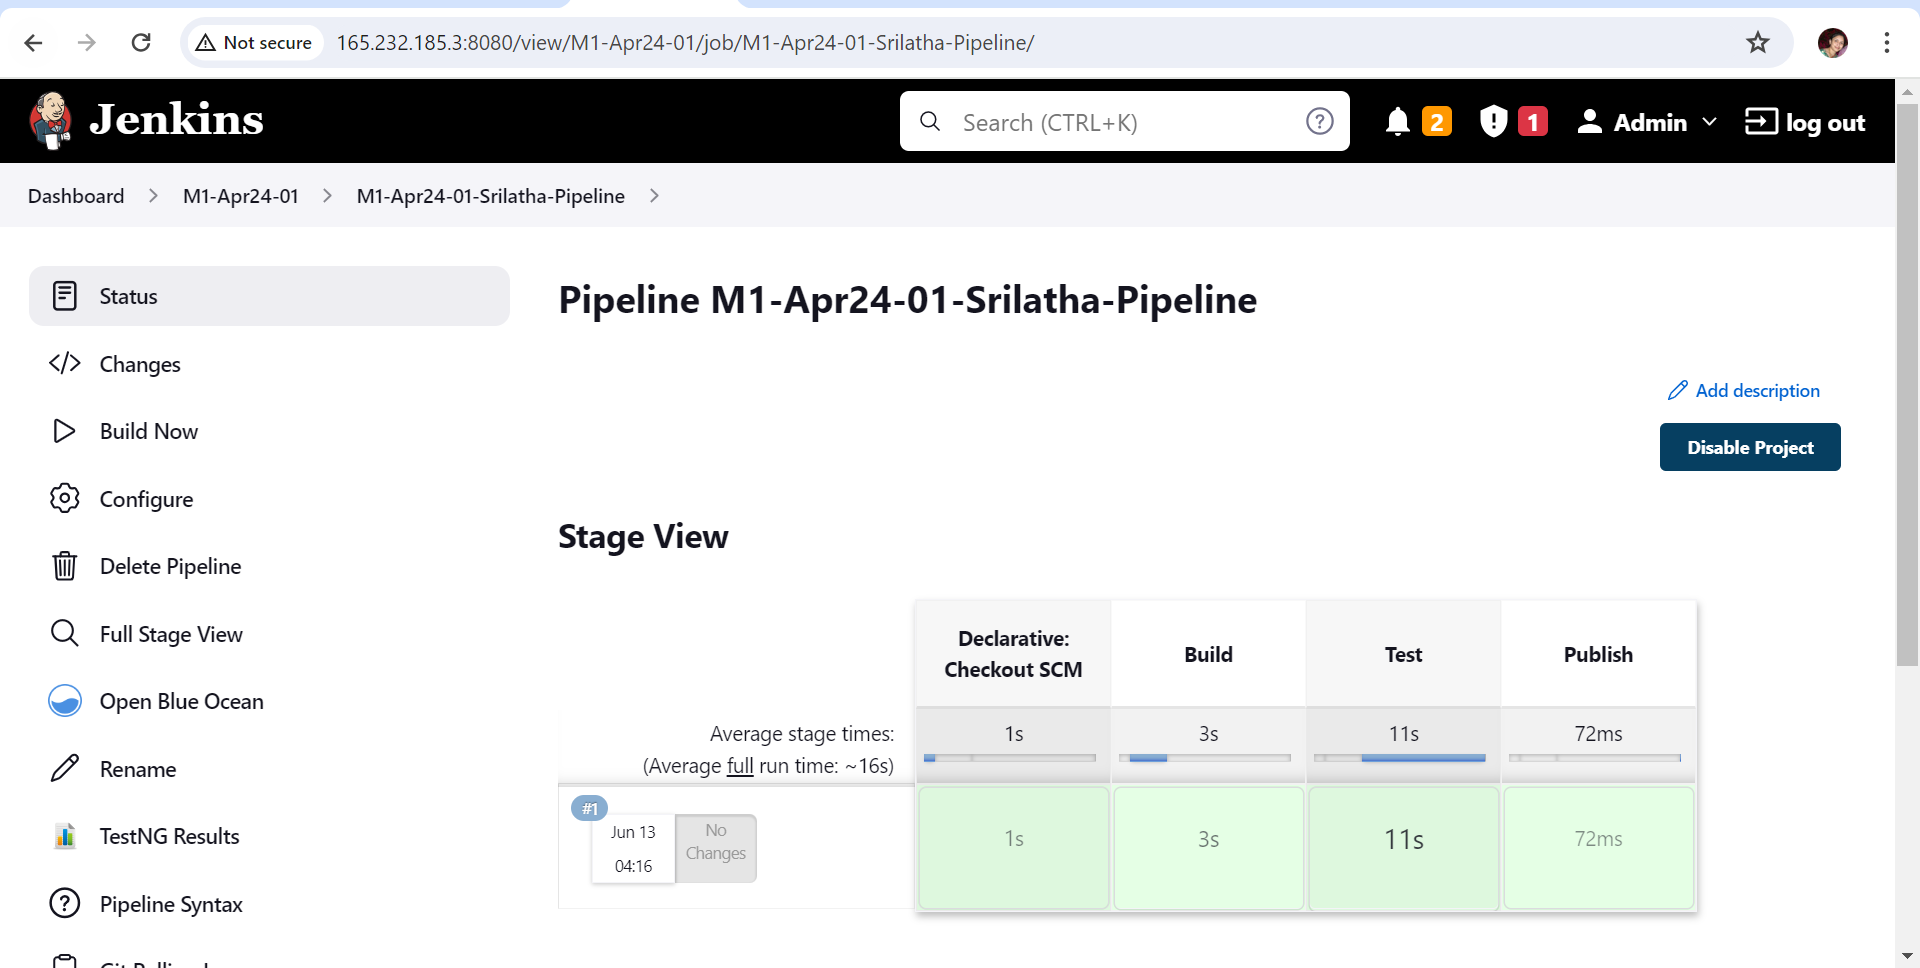 Not secure
165.232.185.3:8080/view/M1-Apr24-01/job/M1-Apr24-01-Srilatha-Pipeline/
Jenkins
Search (CTRL+K)
2
1
Admin
log out
Dashboard
M1-Apr24-01
M1-Apr24-01-Srilatha-Pipeline
Status
Changes
Build Now
Configure
Delete Pipeline
Full Stage View
Open Blue Ocean
Rename
TestNG Results
Pipeline Syntax
Pipeline M1-Apr24-01-Srilatha-Pipeline
Add description
Disable Project
Stage View
Declarative:
Checkout SCM
Build
Test
Publish
Average stage times:
(Average full run time: ~16s)
1s
3s
11s
72ms
#1
Jun 13
04:16
No
Changes
1s
3s
11s
72ms